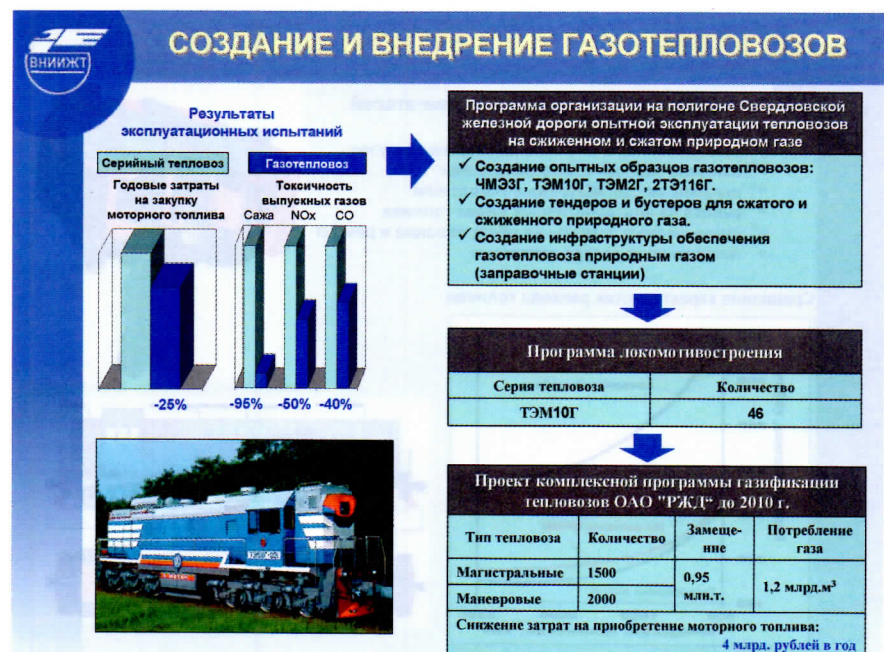 ВНИИЖТ
СОЗДАНИЕ И ВНЕДРЕНИЕ ГАЗОТЕПЛОВОЗОВ
Результаты
эксплуатационных испытаний
Серийный тепловоз
Газотепловоз
Годовые затраты
на закупку
моторного топлива
Токсичность
выпускных газов
Сажа NOx CO
-25%
-95% -50% -40%
Программа организации на полигоне Свердловской
железной дороги опытной эксплуатации тепловозов
на сжиженном и сжатом природном газе
✓ Создание опытных образцов газотепловозов:
ЧМЭ3Г, ТЭМ10Г, ТЭМ2Г, 2ТЭ116Г.
✓ Создание тендеров и бустеров для сжатого и
сжиженного природного газа.
✓ Создание инфраструктуры обеспечения
газотепловоза природным газом
(заправочные станции)
Программа локомотивостроения
Серия тепловоза Количество
ТЭМ10Г 46
Проект комплексной программы газификации
тепловозов ОАО "РЖД“ до 2010 г.
Тип тепловоза Количество Замеще-
ние Потребление
газа
Магистральные 1500 0,95
млн.т. 1,2 млрд.м³
Маневровые 2000
Снижение затрат на приобретение моторного топлива:
4 млрд. рублей в год